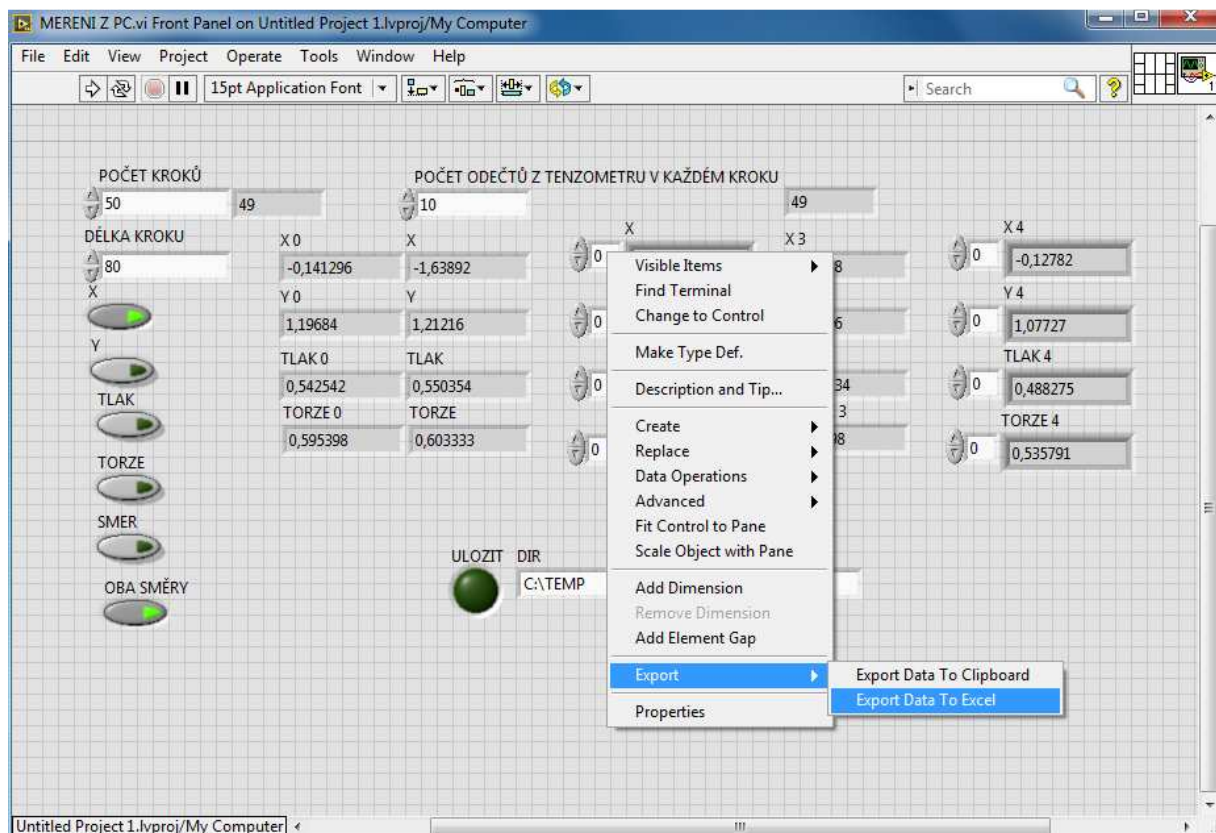 MERENI Z PC.vi Front Panel on Untitled Project 1.lvproj/My Computer
File Edit View Project Operate Tools Window Help
15pt Application Font
Search
1
POČET KROKŮ
POČET ODEČTŮ Z TENZOMETRU V KAŽDÉM KROKU
50 49 10 49
DÉLKA KROKU
80
X 0 X X X 3 X 4
-0,141296 -1,63892 0 8 0 -0,12782
X
Y 0 Y Y 4
1,19684 1,21216 0 6 0 1,07727
Y
TLAK 0 TLAK TLAK 4
0,542542 0,550354 0 34 0 0,488275
TLAK
TORZE 0 TORZE 3 TORZE 4
0,595398 0,603333 0 98 0 0,535791
TORZE
SMER
OBA SMĚRY
ULOZIT DIR
C:\TEMP
Visible Items
Find Terminal
Change to Control
Make Type Def.
Description and Tip...
Create
Replace
Data Operations
Advanced
Fit Control to Pane
Scale Object with Pane
Add Dimension
Remove Dimension
Add Element Gap
Export
Properties
Export Data To Clipboard
Export Data To Excel
Untitled Project 1.lvproj/My Computer